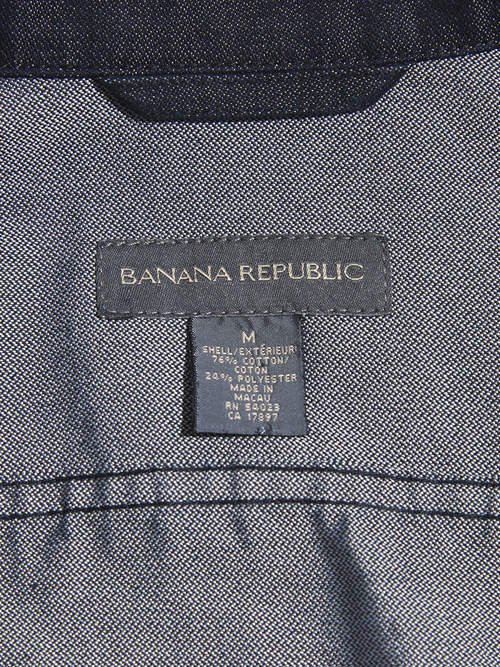 BANANA REPUBLIC
M
SHELL/EXTÉRIEUR:
76% COTTON/
COTON
24% POLYESTER
MADE IN
MACAU
RN 54023
CA 17897